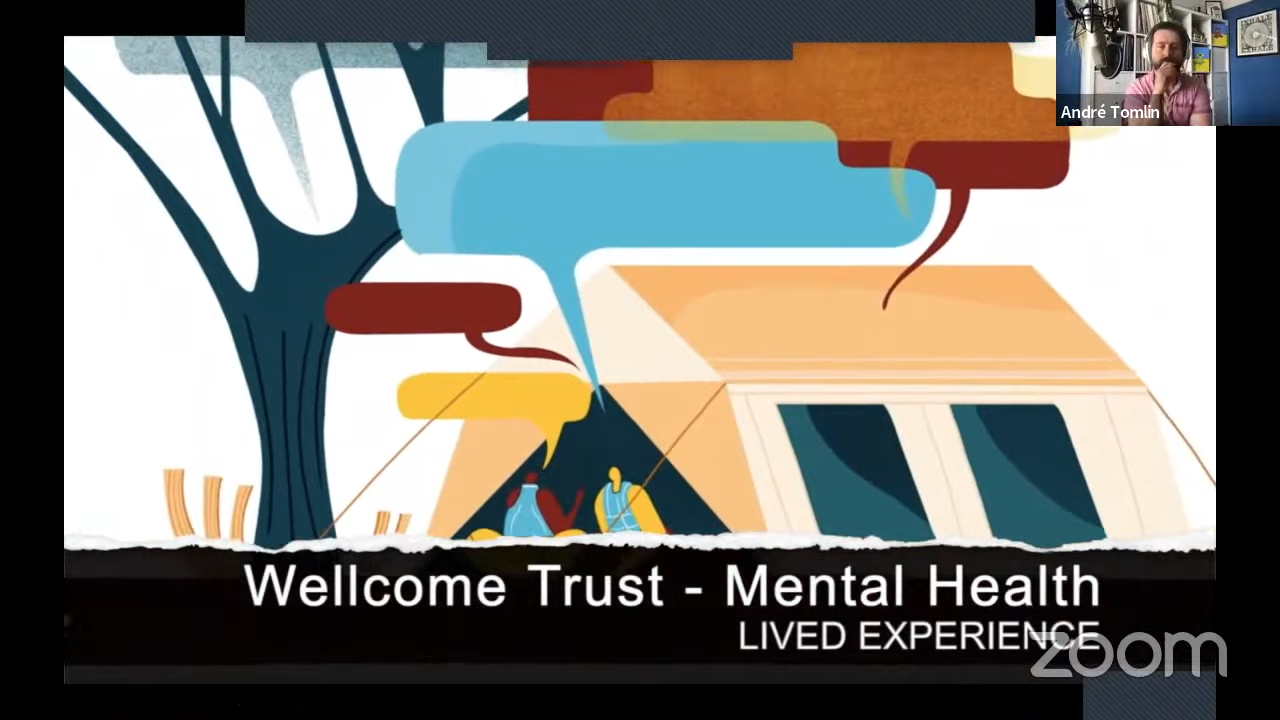 André Tomlin
Wellcome Trust - Mental Health
LIVED EXPERIENCE
zoom